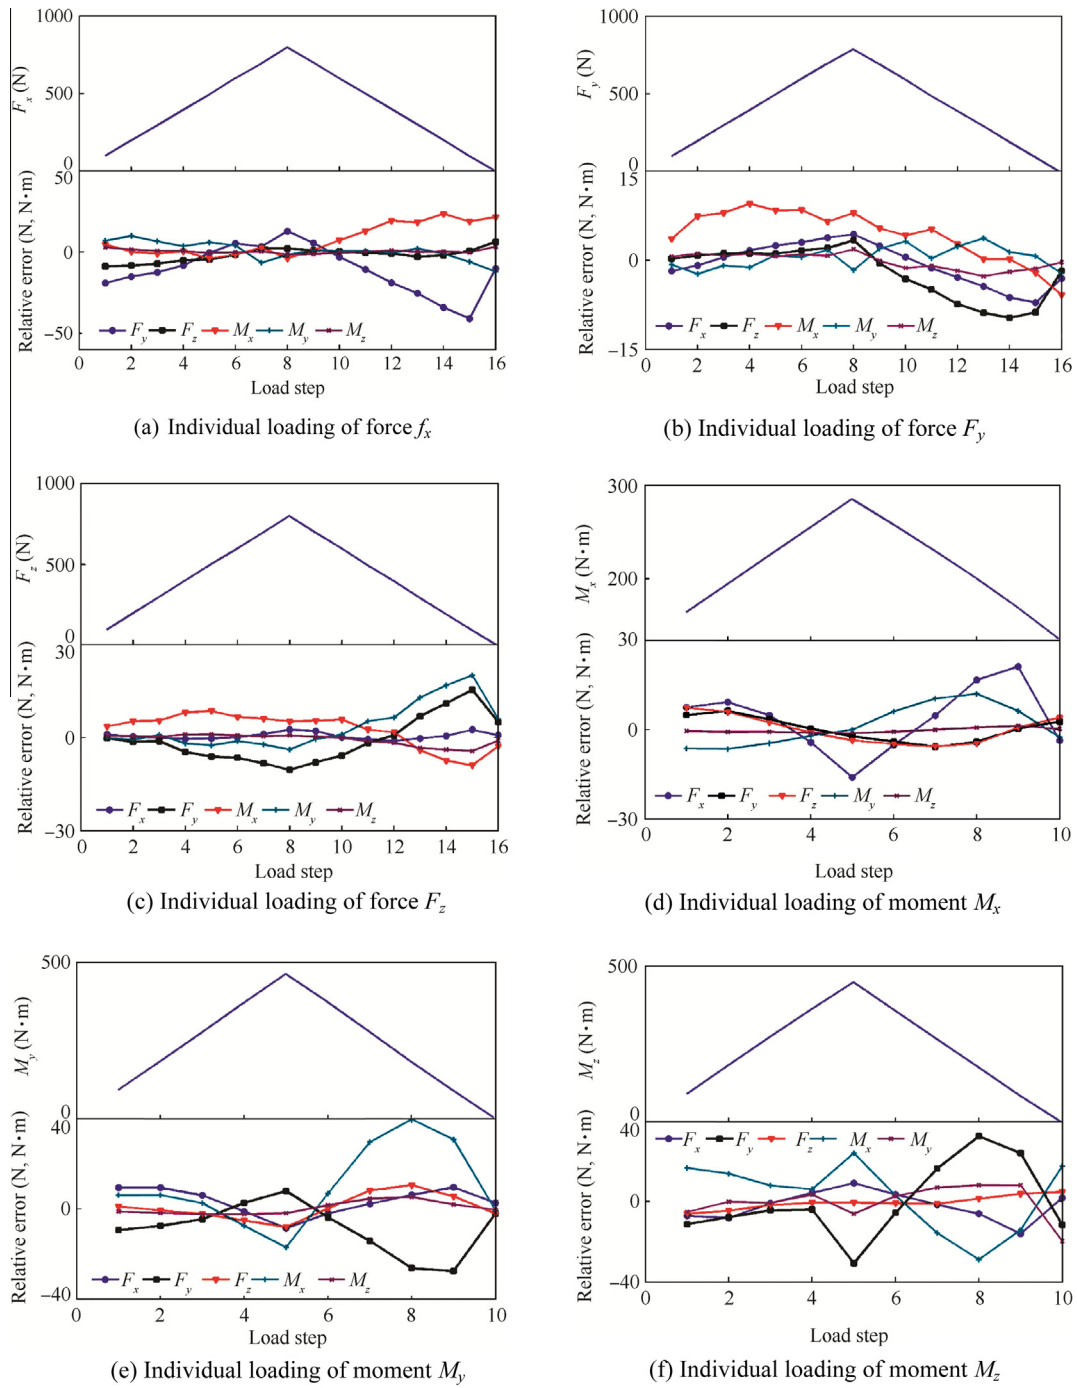 1000
500
0
F_x (N)
50
0
−50
Relative error (N, N•m)
F_y F_z M_x M_y M_z
0 2 4 6 8 10 12 14 16
Load step
(a) Individual loading of force f_x
1000
500
0
F_y (N)
15
0
−15
Relative error (N, N•m)
F_x F_z M_x M_y M_z
0 2 4 6 8 10 12 14 16
Load step
(b) Individual loading of force F_y
1000
500
0
F_z (N)
30
0
−30
Relative error (N, N•m)
F_x F_y M_x M_y M_z
0 2 4 6 8 10 12 14 16
Load step
(c) Individual loading of force F_z
300
200
M_x (N•m)
30
0
−30
Relative error (N, N•m)
F_x F_y F_z M_y M_z
0 2 4 6 8 10
Load step
(d) Individual loading of moment M_x
500
0
M_y (N•m)
40
0
−40
Relative error (N, N•m)
F_x F_y F_z M_x M_z
0 2 4 6 8 10
Load step
(e) Individual loading of moment M_y
500
0
M_z (N•m)
40
0
−40
Relative error (N, N•m)
F_x F_y F_z M_x M_y
0 2 4 6 8 10
Load step
(f) Individual loading of moment M_z